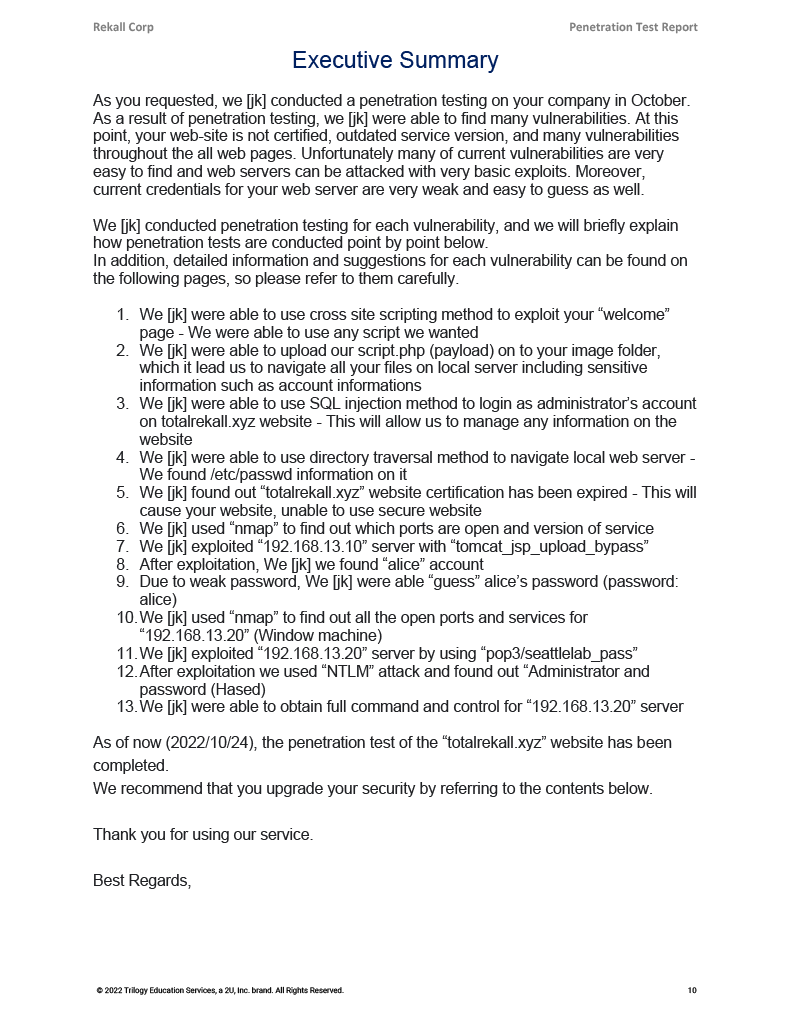 Rekall Corp Penetration Test Report
Executive Summary
As you requested, we [jk] conducted a penetration testing on your company in October.
As a result of penetration testing, we [jk] were able to find many vulnerabilities. At this
point, your web-site is not certified, outdated service version, and many vulnerabilities
throughout the all web pages. Unfortunately many of current vulnerabilities are very
easy to find and web servers can be attacked with very basic exploits. Moreover,
current credentials for your web server are very weak and easy to guess as well.
We [jk] conducted penetration testing for each vulnerability, and we will briefly explain
how penetration tests are conducted point by point below.
In addition, detailed information and suggestions for each vulnerability can be found on
the following pages, so please refer to them carefully.
1. We [jk] were able to use cross site scripting method to exploit your “welcome”
page - We were able to use any script we wanted
2. We [jk] were able to upload our script.php (payload) on to your image folder,
which it lead us to navigate all your files on local server including sensitive
information such as account informations
3. We [jk] were able to use SQL injection method to login as administrator’s account
on totalrekall.xyz website - This will allow us to manage any information on the
website
4. We [jk] were able to use directory traversal method to navigate local web server -
We found /etc/passwd information on it
5. We [jk] found out “totalrekall.xyz” website certification has been expired - This will
cause your website, unable to use secure website
6. We [jk] used “nmap” to find out which ports are open and version of service
7. We [jk] exploited “192.168.13.10” server with “tomcat_jsp_upload_bypass”
8. After exploitation, We [jk] we found “alice” account
9. Due to weak password, We [jk] were able “guess” alice’s password (password:
alice)
10. We [jk] used “nmap” to find out all the open ports and services for
“192.168.13.20” (Window machine)
11. We [jk] exploited “192.168.13.20” server by using “pop3/seattlelab_pass”
12. After exploitation we used “NTLM” attack and found out “Administrator and
password (Hased)
13. We [jk] were able to obtain full command and control for “192.168.13.20” server
As of now (2022/10/24), the penetration test of the “totalrekall.xyz” website has been
completed.
We recommend that you upgrade your security by referring to the contents below.
Thank you for using our service.
Best Regards,
© 2022 Trilogy Education Services, a 2U, Inc. brand. All Rights Reserved. 10